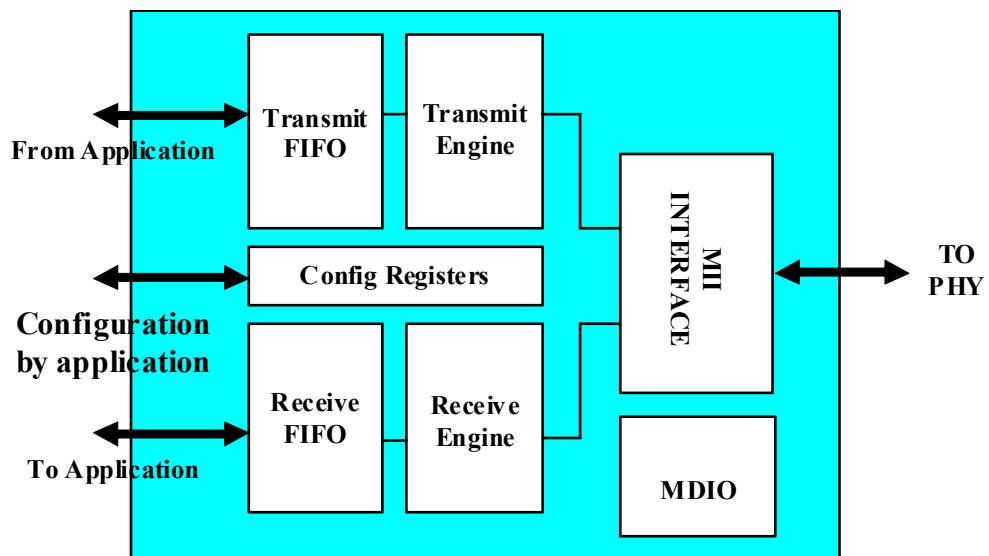 Transmit
FIFO
Transmit
Engine
From Application
MII
INTERFACE
Config Registers
TO
PHY
Configuration
by application
Receive
FIFO
Receive
Engine
To Application
MDIO